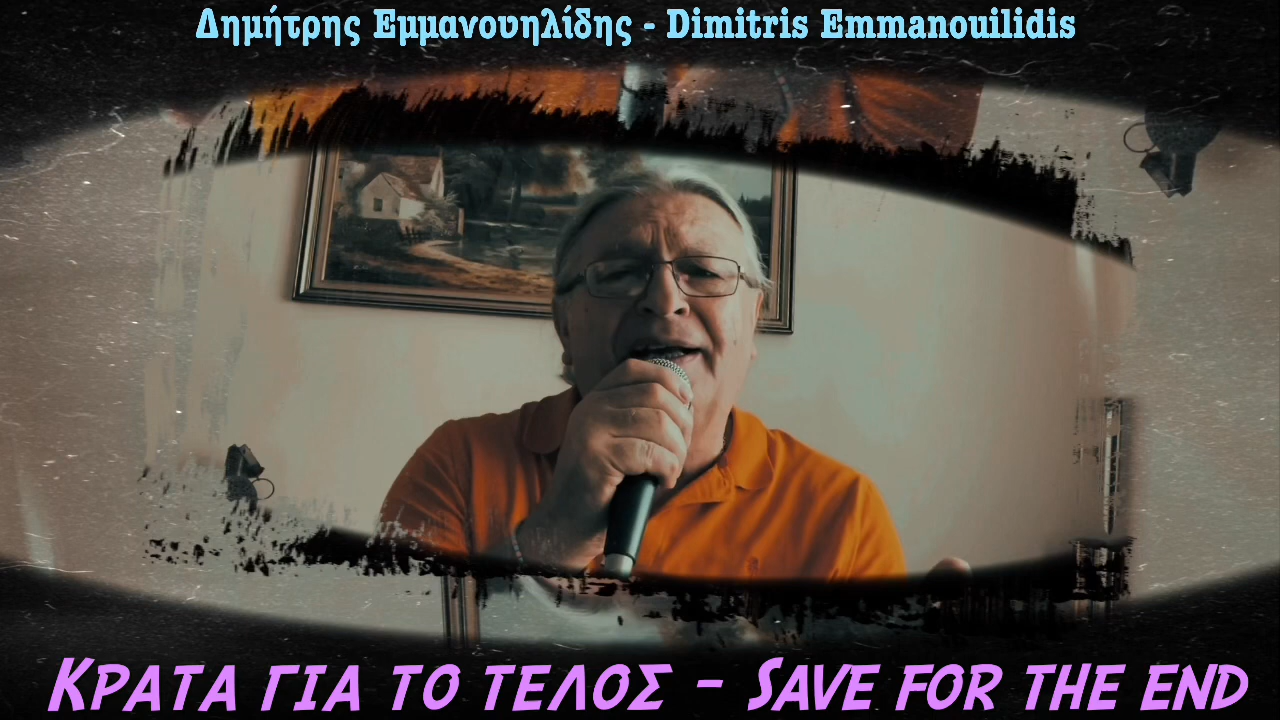 Δημήτρης Εμμανουηλίδης - Dimitris Emmanouilidis
Κρατα για το τελος - Save for the end